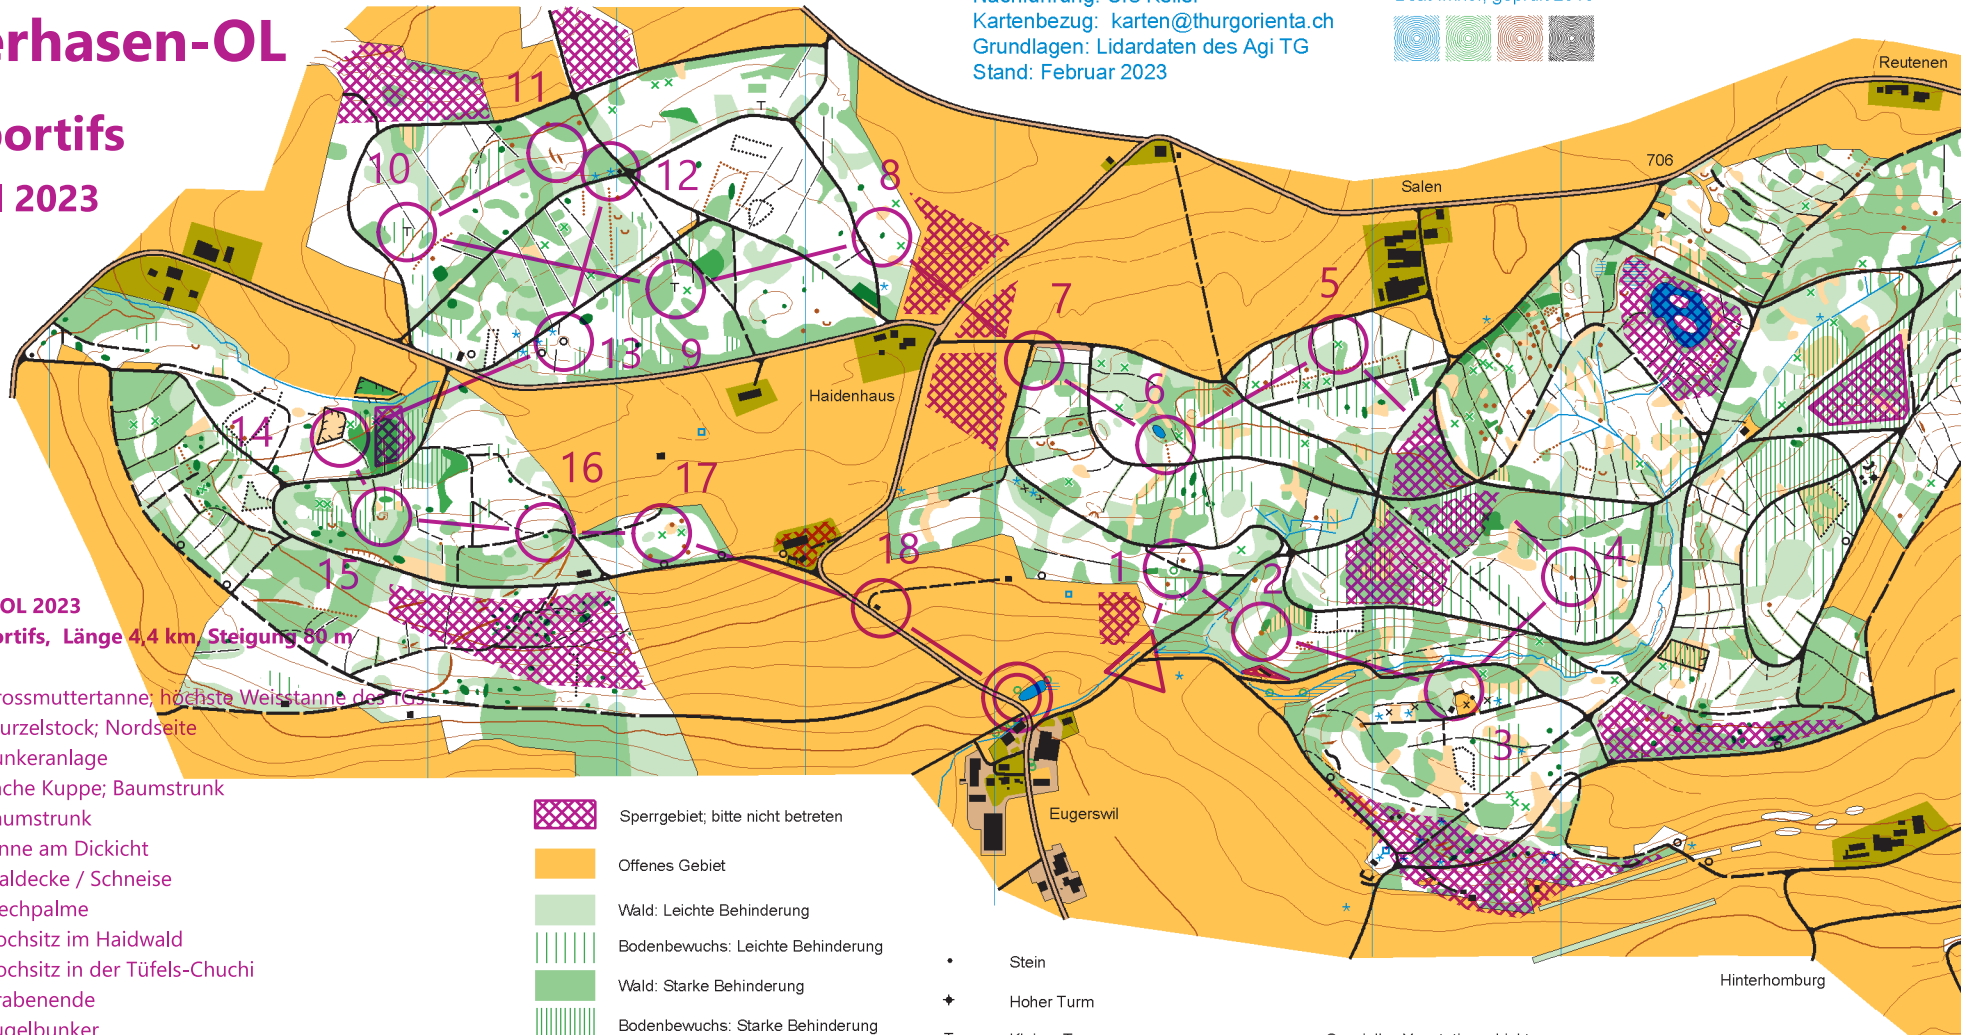 erhasen-OL
ortifs
2023
OL 2023
ortifs, Länge 4,4 km, Steigung 80 m
rossmuttertanne; höchste Weisstanne des TGs
urzelstock; Nordseite
unkeranlage
ache Kuppe; Baumstrunk
aumstrunk
nne am Dickicht
aldecke / Schneise
echpalme
ochsitz im Haidwald
ochsitz in der Tüfels-Chuchi
rabenende
ugelbunker
Nachführung: Urs Keller
Kartenbezug: karten@thurgorienta.ch
Grundlagen: Lidardaten des Agi TG
Stand: Februar 2023
Reutenen
706
Salen
Haidenhaus
Eugerswil
Hinterhomburg
11
10
12
8
7
5
13
9
6
14
16
17
15
18
1
2
4
3
Sperrgebiet; bitte nicht betreten
Offenes Gebiet
Wald: Leichte Behinderung
Bodenbewuchs: Leichte Behinderung
Wald: Starke Behinderung
Bodenbewuchs: Starke Behinderung
Stein
Hoher Turm